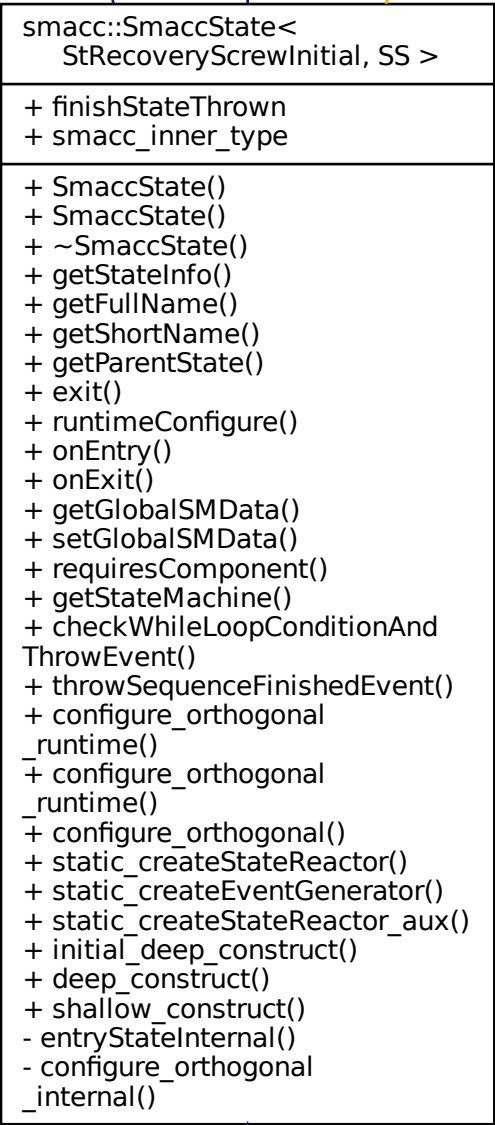 smacc::SmaccState<
StRecoveryScrewInitial, SS >
+ finishStateThrown
+ smacc_inner_type
+ SmaccState()
+ SmaccState()
+ ~SmaccState()
+ getStateInfo()
+ getFullName()
+ getShortName()
+ getParentState()
+ exit()
+ runtimeConfigure()
+ onEntry()
+ onExit()
+ getGlobalSMData()
+ setGlobalSMData()
+ requiresComponent()
+ getStateMachine()
+ checkWhileLoopConditionAnd
ThrowEvent()
+ throwSequenceFinishedEvent()
+ configure_orthogonal
_runtime()
+ configure_orthogonal
_runtime()
+ configure_orthogonal()
+ static_createStateReactor()
+ static_createEventGenerator()
+ static_createStateReactor_aux()
+ initial_deep_construct()
+ deep_construct()
+ shallow_construct()
- entryStateInternal()
- configure_orthogonal
_internal()